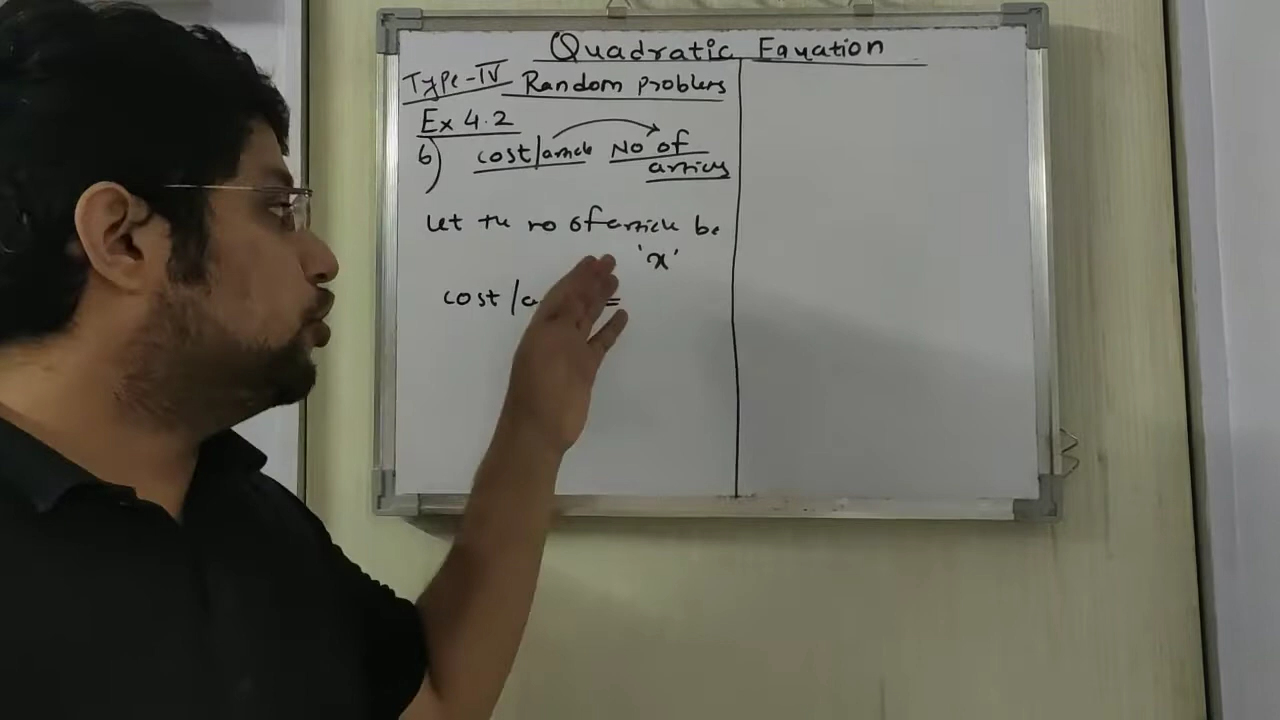 Quadratic Equation
Type-IV Random problems
Ex 4.2
6) cost/article No of
articles
Let the no of article be
'x'
cost/a =